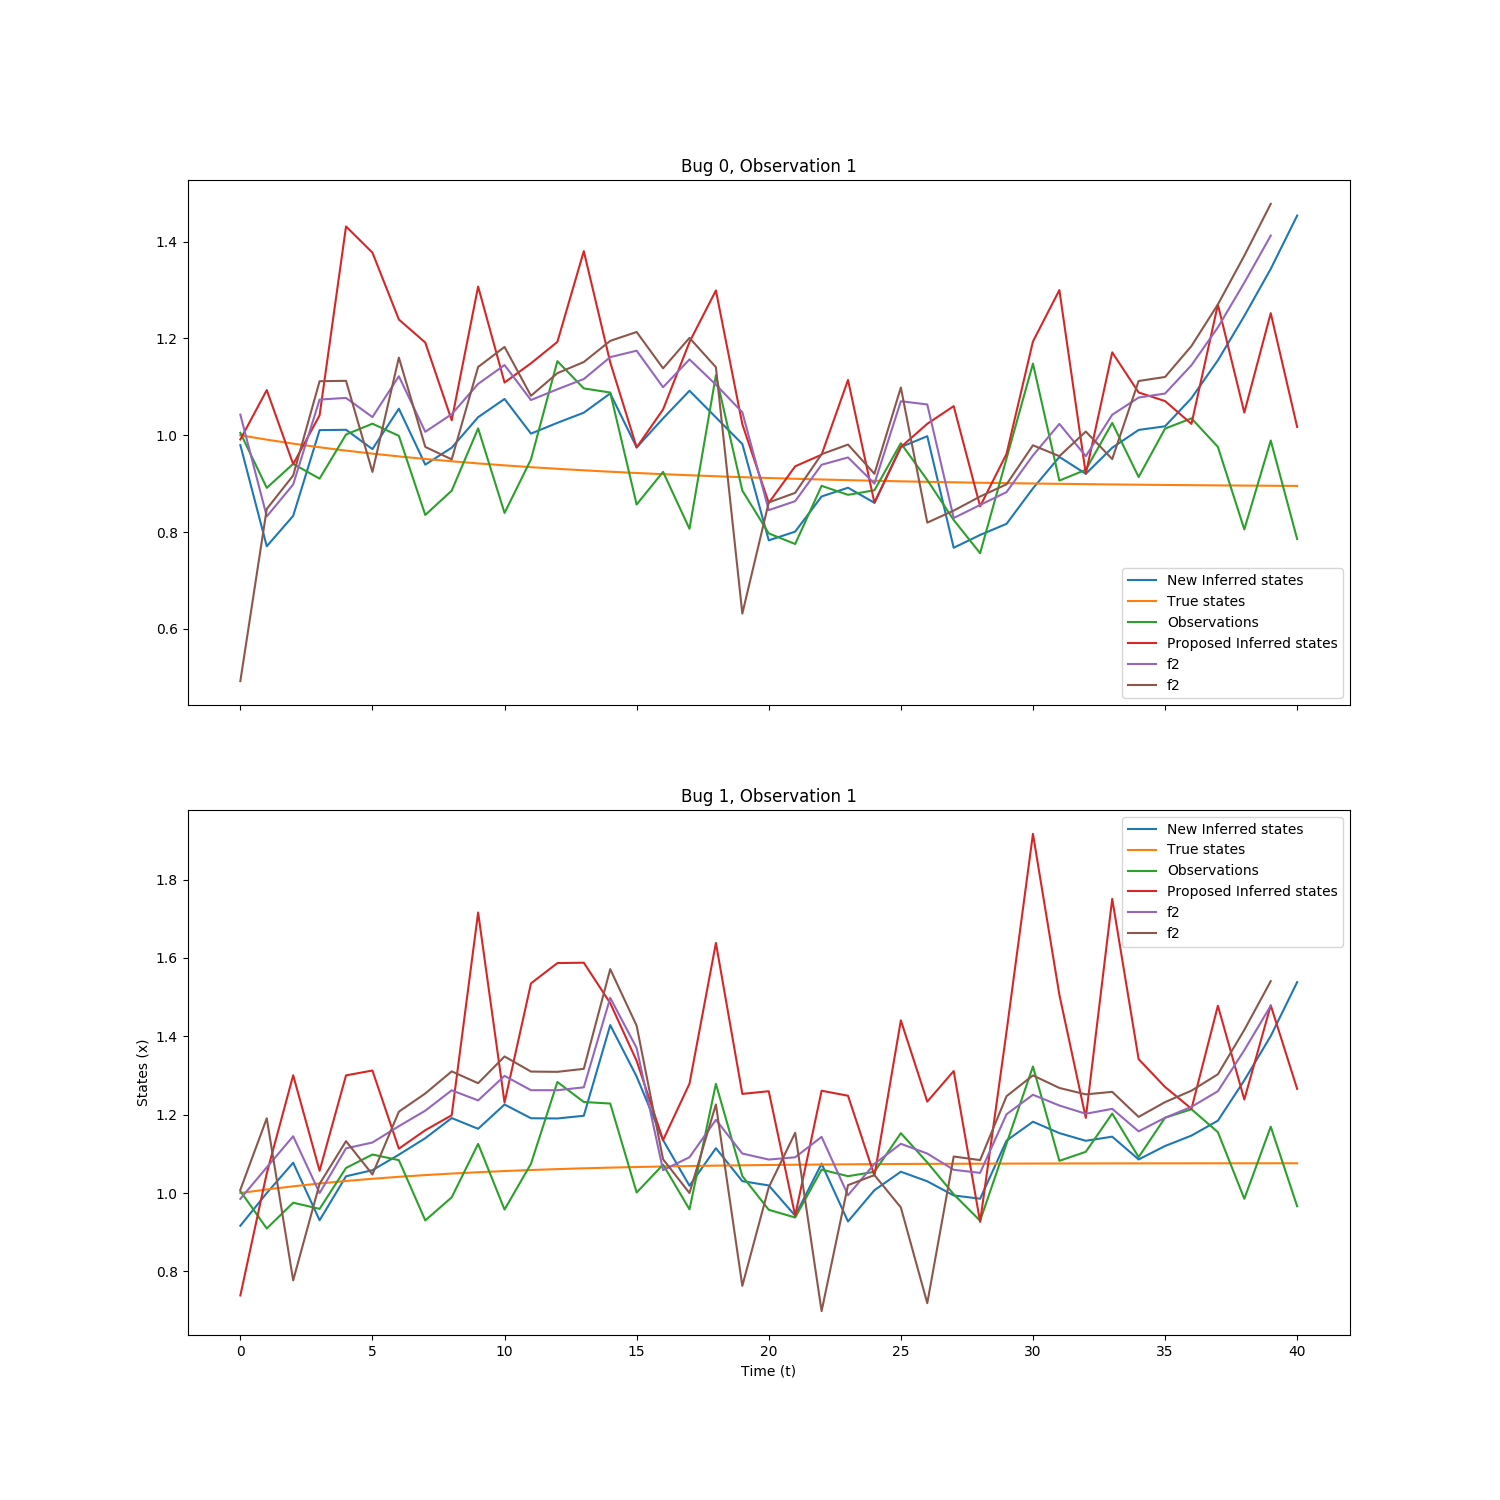 Bug 0, Observation 1
1.4
1.2
1.0
0.8
0.6
New Inferred states
True states
Observations
Proposed Inferred states
f2
f2
Bug 1, Observation 1
States (x)
1.8
1.6
1.4
1.2
1.0
0.8
New Inferred states
True states
Observations
Proposed Inferred states
f2
f2
0 5 10 15 20 25 30 35 40
Time (t)